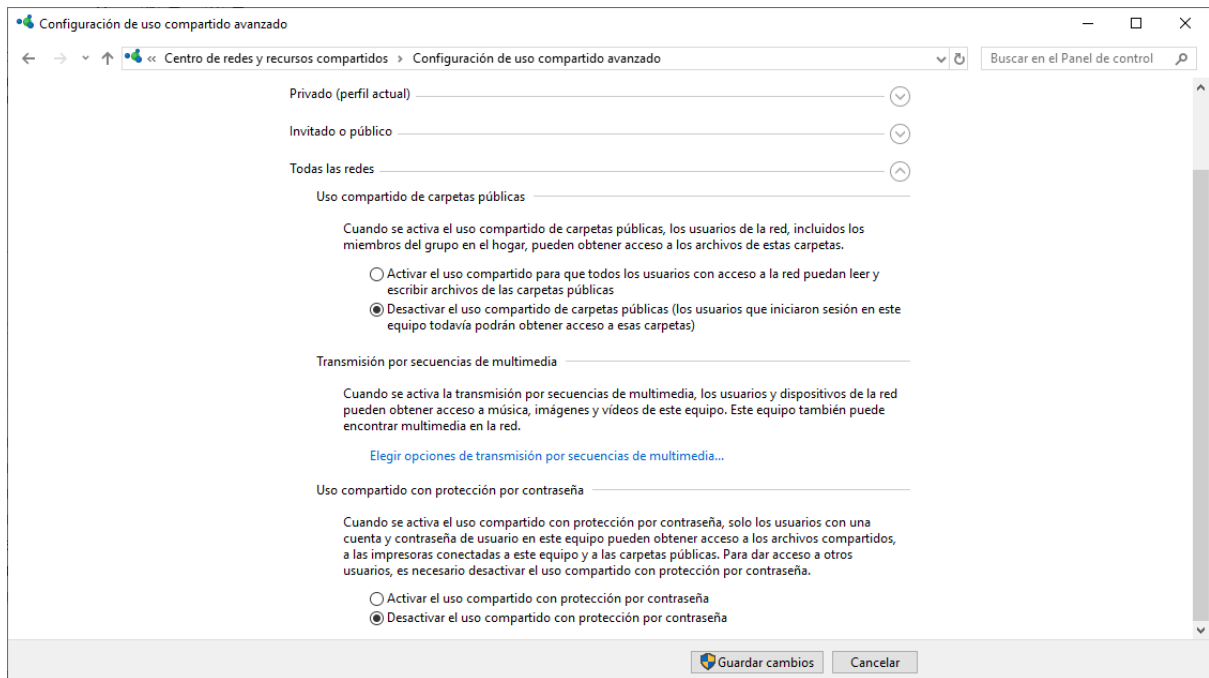 Configuración de uso compartido avanzado
« Centro de redes y recursos compartidos › Configuración de uso compartido avanzado
Buscar en el Panel de control
Privado (perfil actual)
Invitado o público
Todas las redes
Uso compartido de carpetas públicas
Cuando se activa el uso compartido de carpetas públicas, los usuarios de la red, incluidos los
miembros del grupo en el hogar, pueden obtener acceso a los archivos de estas carpetas.
Activar el uso compartido para que todos los usuarios con acceso a la red puedan leer y
escribir archivos de las carpetas públicas
Desactivar el uso compartido de carpetas públicas (los usuarios que iniciaron sesión en este
equipo todavía podrán obtener acceso a esas carpetas)
Transmisión por secuencias de multimedia
Cuando se activa la transmisión por secuencias de multimedia, los usuarios y dispositivos de la red
pueden obtener acceso a música, imágenes y vídeos de este equipo. Este equipo también puede
encontrar multimedia en la red.
Elegir opciones de transmisión por secuencias de multimedia...
Uso compartido con protección por contraseña
Cuando se activa el uso compartido con protección por contraseña, solo los usuarios con una
cuenta y contraseña de usuario en este equipo pueden obtener acceso a los archivos compartidos,
a las impresoras conectadas a este equipo y a las carpetas públicas. Para dar acceso a otros
usuarios, es necesario desactivar el uso compartido con protección por contraseña.
Activar el uso compartido con protección por contraseña
Desactivar el uso compartido con protección por contraseña
Guardar cambios
Cancelar